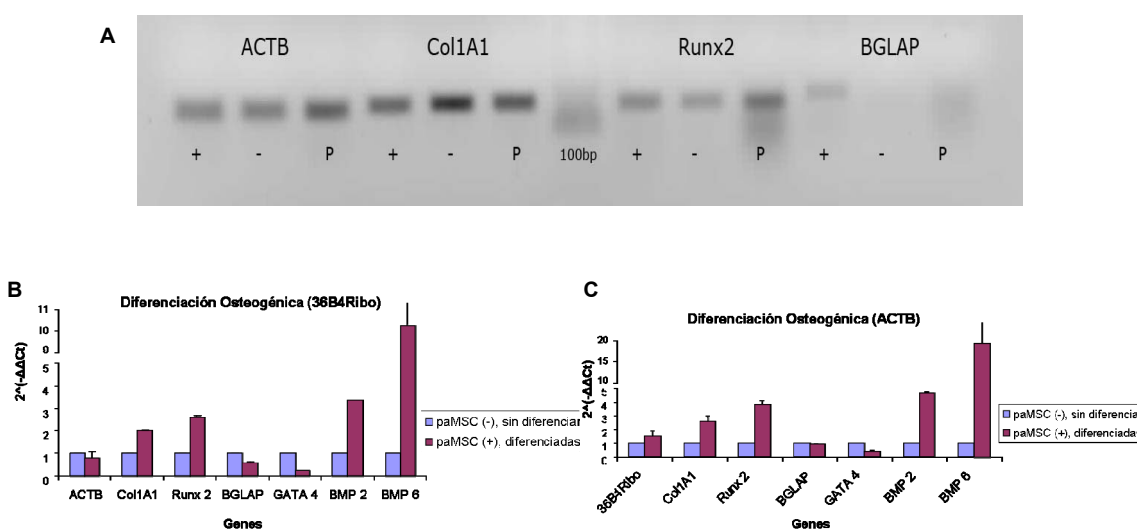 A
ACTB Col1A1 Runx2 BGLAP
+ - P + - P 100bp + - P + - P
B
Diferenciación Osteogénica (36B4Ribo)
2^(-ΔΔCt)
11
10
9
5
4
3
2
1
0
ACTB Col1A1 Runx 2 BGLAP GATA 4 BMP 2 BMP 6
Genes
paMSC (-), sin diferenciar
paMSC (+), diferenciadas
C
Diferenciación Osteogénica (ACTB)
2^(-ΔΔCt)
20
15
10
5
4
3
2
1
0
36B4Ribo Col1A1 Runx 2 BGLAP GATA 4 BMP 2 BMP 6
Genes
paMSC (-), sin diferencia
paMSC (+), diferenciadas